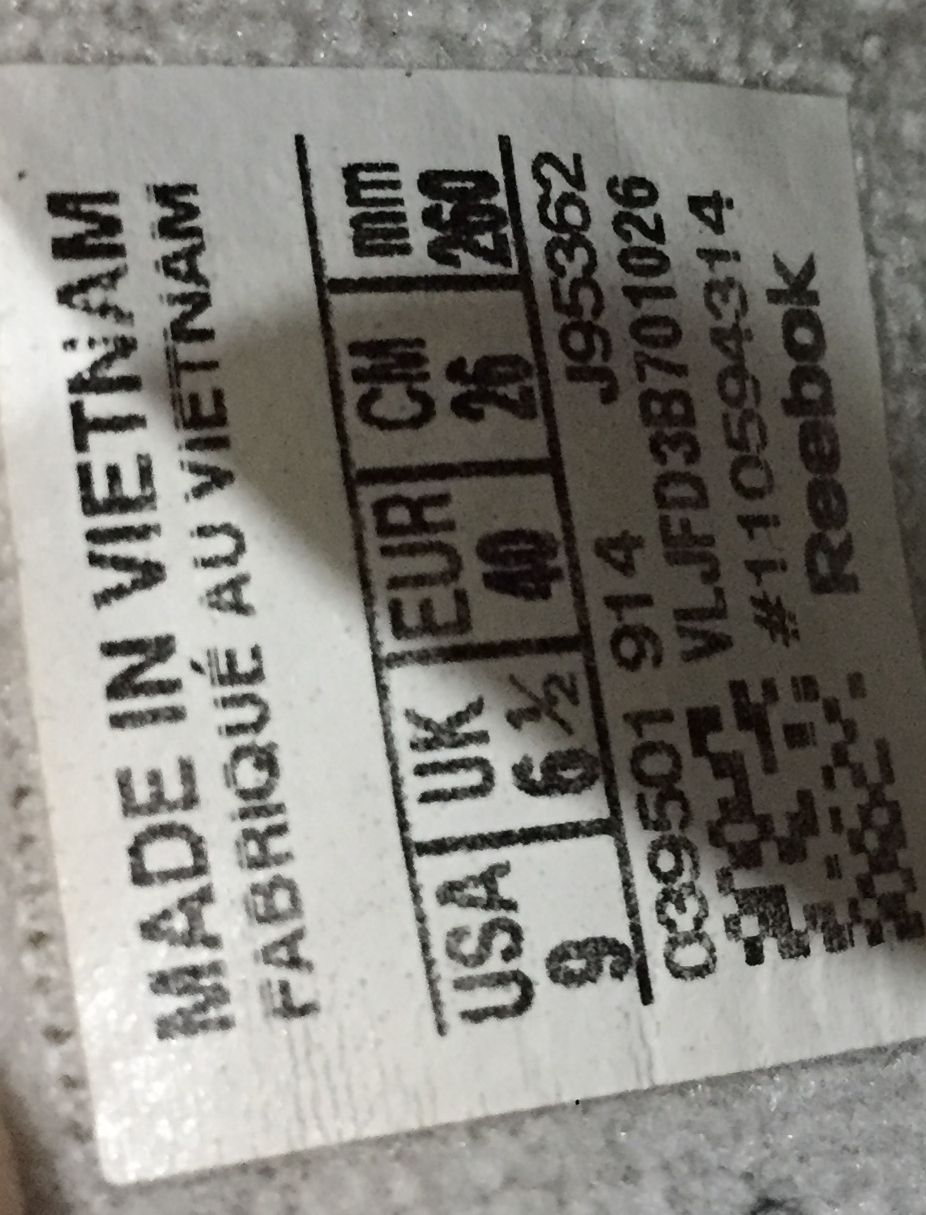 MADE IN VIETNAM
FABRIQUÉ AU VIETNAM
USA UK EUR CM mm
9 6½ 40 26 260
039501 914 J95362
VLJFD3B701026
#110594314
Reebok